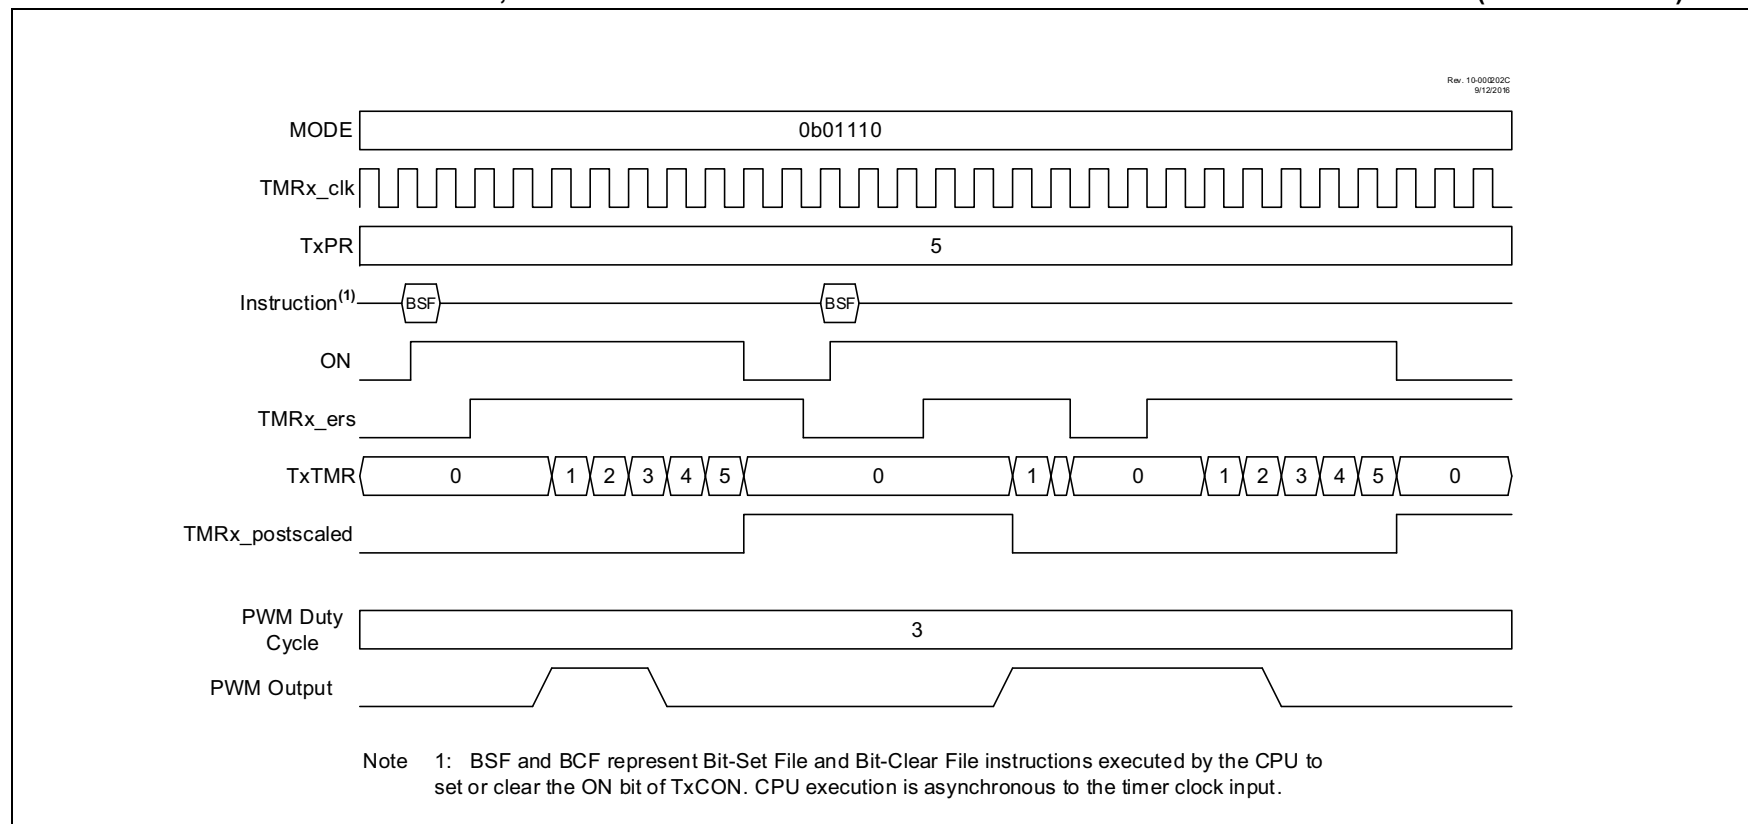 Rev. 10-000202C
9/12/2016
MODE 0b01110
TMRx_clk
TxPR 5
Instruction(1) BSF BSF
ON
TMRx_ers
TxTMR 0 1 2 3 4 5 0 1 0 1 2 3 4 5 0
TMRx_postscaled
PWM Duty
Cycle 3
PWM Output
Note 1: BSF and BCF represent Bit-Set File and Bit-Clear File instructions executed by the CPU to
set or clear the ON bit of TxCON. CPU execution is asynchronous to the timer clock input.